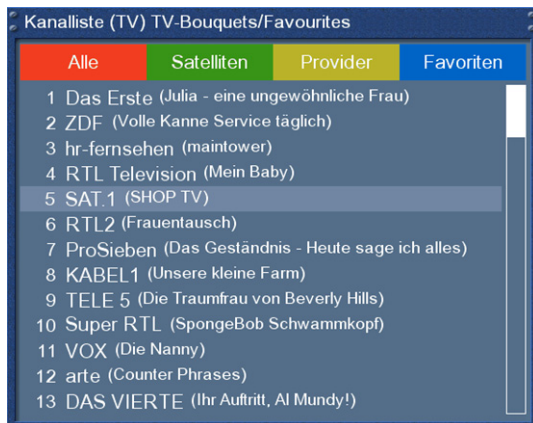 Kanalliste (TV) TV-Bouquets/Favourites
Alle Satelliten Provider Favoriten
1 Das Erste (Julia - eine ungewöhnliche Frau)
2 ZDF (Volle Kanne Service täglich)
3 hr-fernsehen (maintower)
4 RTL Television (Mein Baby)
5 SAT.1 (SHOP TV)
6 RTL2 (Frauentausch)
7 ProSieben (Das Geständnis - Heute sage ich alles)
8 KABEL1 (Unsere kleine Farm)
9 TELE 5 (Die Traumfrau von Beverly Hills)
10 Super RTL (SpongeBob Schwammkopf)
11 VOX (Die Nanny)
12 arte (Counter Phrases)
13 DAS VIERTE (Ihr Auftritt, Al Mundy!)